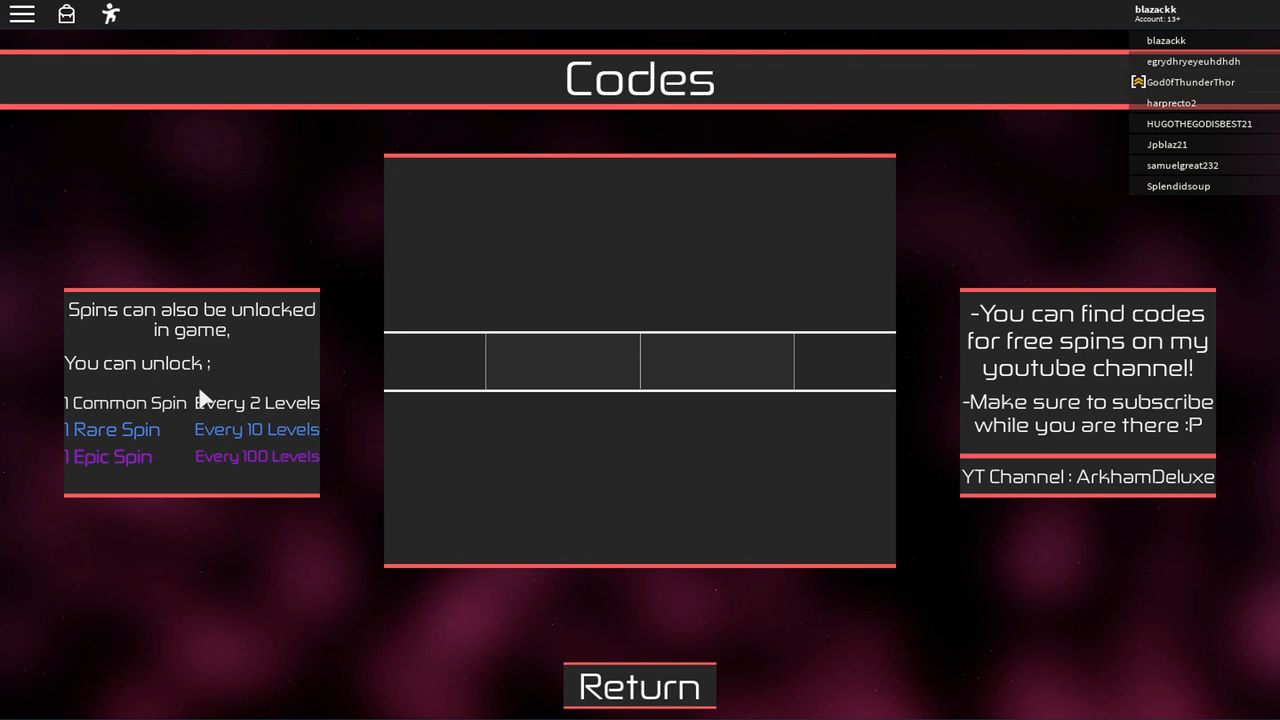 blazackk
Account: 13+
Codes
blazackk
egrydhryeyeuhdhdh
God0fThunderThor
harprecto2
HUGOTHEGODISBEST21
Jpblaz21
samuelgreat232
Splendidsoup
Spins can also be unlocked
in game,
You can unlock ;
1 Common Spin Every 2 Levels
1 Rare Spin Every 10 Levels
1 Epic Spin Every 100 Levels
-You can find codes
for free spins on my
youtube channel!
-Make sure to subscribe
while you are there :P
YT Channel : ArkhamDeluxe
Return